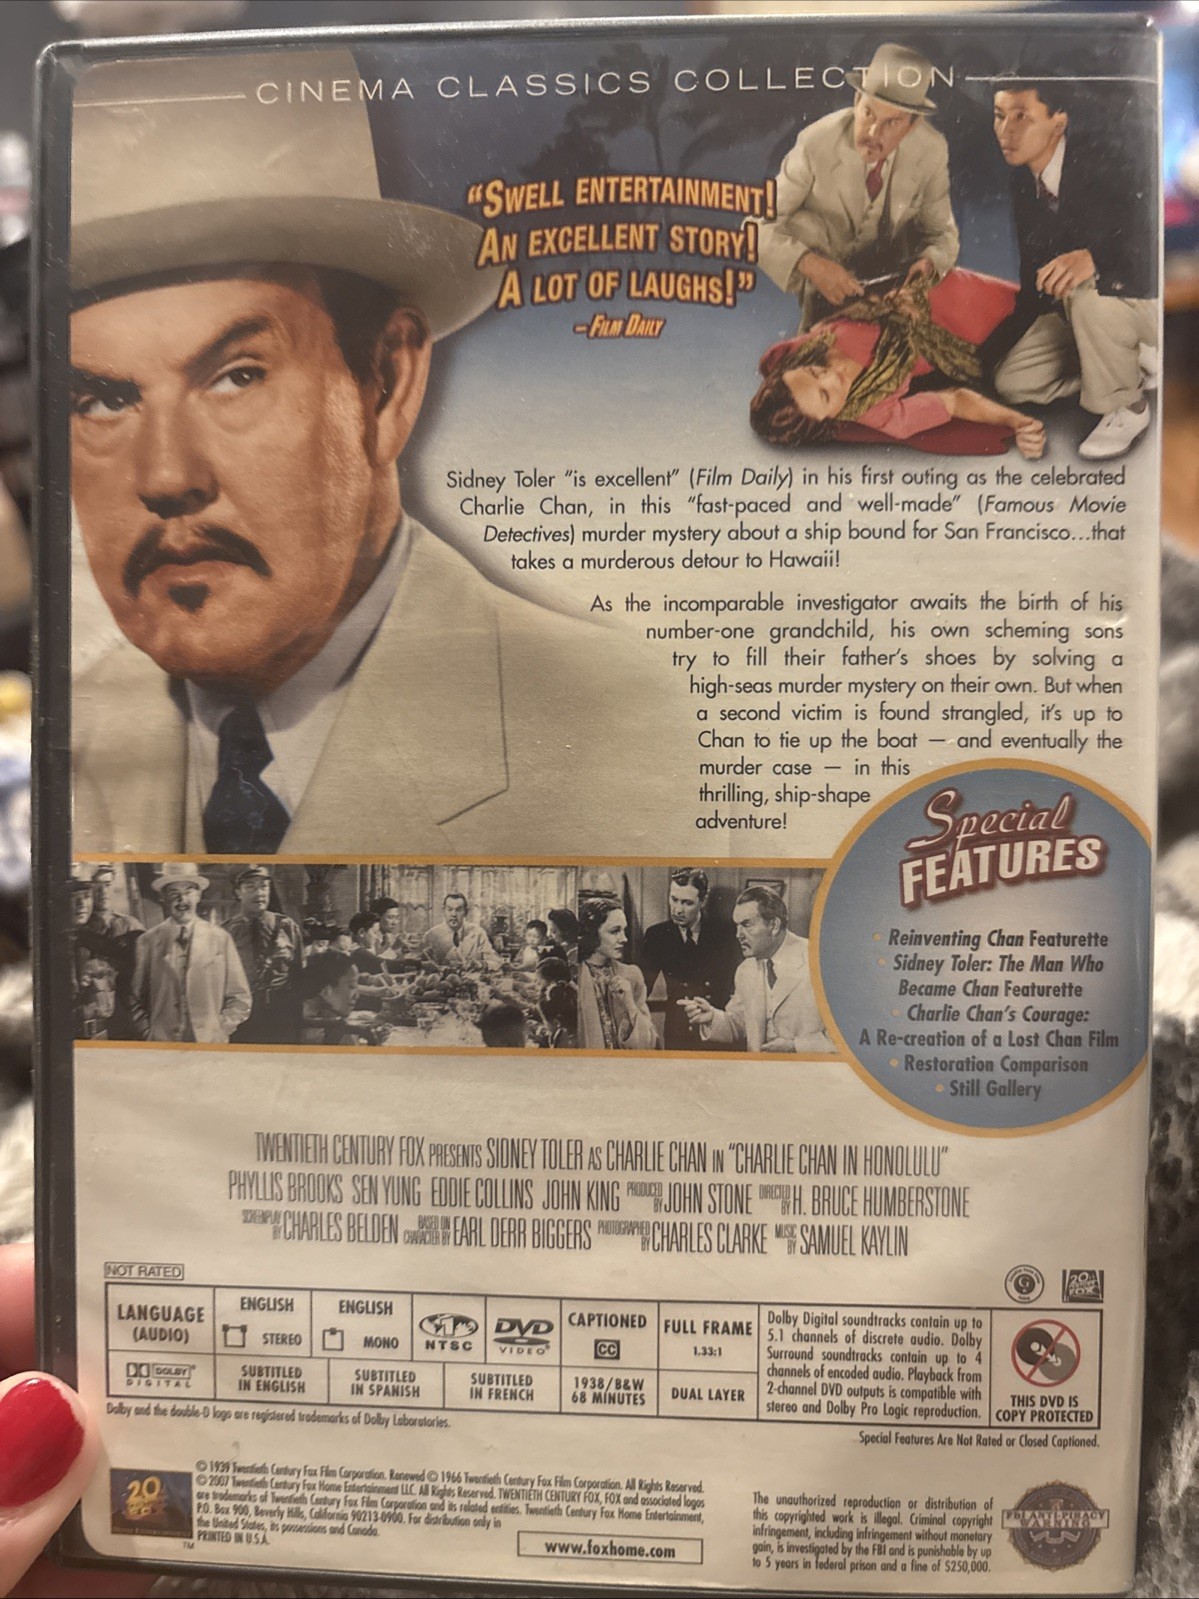 CINEMA CLASSICS COLLECTION
“SWELL ENTERTAINMENT!
AN EXCELLENT STORY!
A LOT OF LAUGHS!”
–FILM DAILY
Sidney Toler “is excellent” (Film Daily) in his first outing as the celebrated
Charlie Chan, in this “fast-paced and well-made” (Famous Movie
Detectives) murder mystery about a ship bound for San Francisco...that
takes a murderous detour to Hawaii!
As the incomparable investigator awaits the birth of his
number-one grandchild, his own scheming sons
try to fill their father’s shoes by solving a
high-seas murder mystery on their own. But when
a second victim is found strangled, it’s up to
Chan to tie up the boat — and eventually the
murder case — in this
thrilling, ship-shape
adventure!
Special
FEATURES
• Reinventing Chan Featurette
• Sidney Toler: The Man Who
Became Chan Featurette
• Charlie Chan’s Courage:
A Re-creation of a Lost Chan Film
• Restoration Comparison
• Still Gallery
TWENTIETH CENTURY FOX PRESENTS SIDNEY TOLER AS CHARLIE CHAN IN “CHARLIE CHAN IN HONOLULU”
PHYLLIS BROOKS SEN YUNG EDDIE COLLINS JOHN KING PRODUCED BY JOHN STONE DIRECTED BY H. BRUCE HUMBERSTONE
SCREENPLAY BY CHARLES BELDEN BASED ON CHARACTER BY EARL DERR BIGGERS PHOTOGRAPHED BY CHARLES CLARKE MUSIC BY SAMUEL KAYLIN
NOT RATED
LANGUAGE
(AUDIO)
ENGLISH
STEREO
ENGLISH
MONO
NTSC
DVD
VIDEO
CAPTIONED
CC
FULL FRAME
1.33:1
DOLBY
DIGITAL
SUBTITLED
IN ENGLISH
SUBTITLED
IN SPANISH
SUBTITLED
IN FRENCH
1938/B&W
68 MINUTES
DUAL LAYER
Dolby Digital soundtracks contain up to
5.1 channels of discrete audio. Dolby
Surround soundtracks contain up to 4
channels of encoded audio. Playback from
2-channel DVD outputs is compatible with
stereo and Dolby Pro Logic reproduction.
20th
CENTURY
FOX
THIS DVD IS
COPY PROTECTED
Dolby and the double-D logo are registered trademarks of Dolby Laboratories.
Special Features Are Not Rated or Closed Captioned.
20
TM
© 1939 Twentieth Century Fox Film Corporation. Renewed © 1966 Twentieth Century Fox Film Corporation. All Rights Reserved.
© 2007 Twentieth Century Fox Home Entertainment LLC. All Rights Reserved. TWENTIETH CENTURY FOX, FOX and associated logos
are trademarks of Twentieth Century Fox Film Corporation and its related entities. Twentieth Century Fox Home Entertainment,
P.O. Box 900, Beverly Hills, California 90213-0900. For distribution only in
the United States, its possessions and Canada.
PRINTED IN U.S.A.
www.foxhome.com
The unauthorized reproduction or distribution of
this copyrighted work is illegal. Criminal copyright
infringement, including infringement without monetary
gain, is investigated by the FBI and is punishable by up
to 5 years in federal prison and a fine of $250,000.
FBI ANTI-PIRACY
WARNING